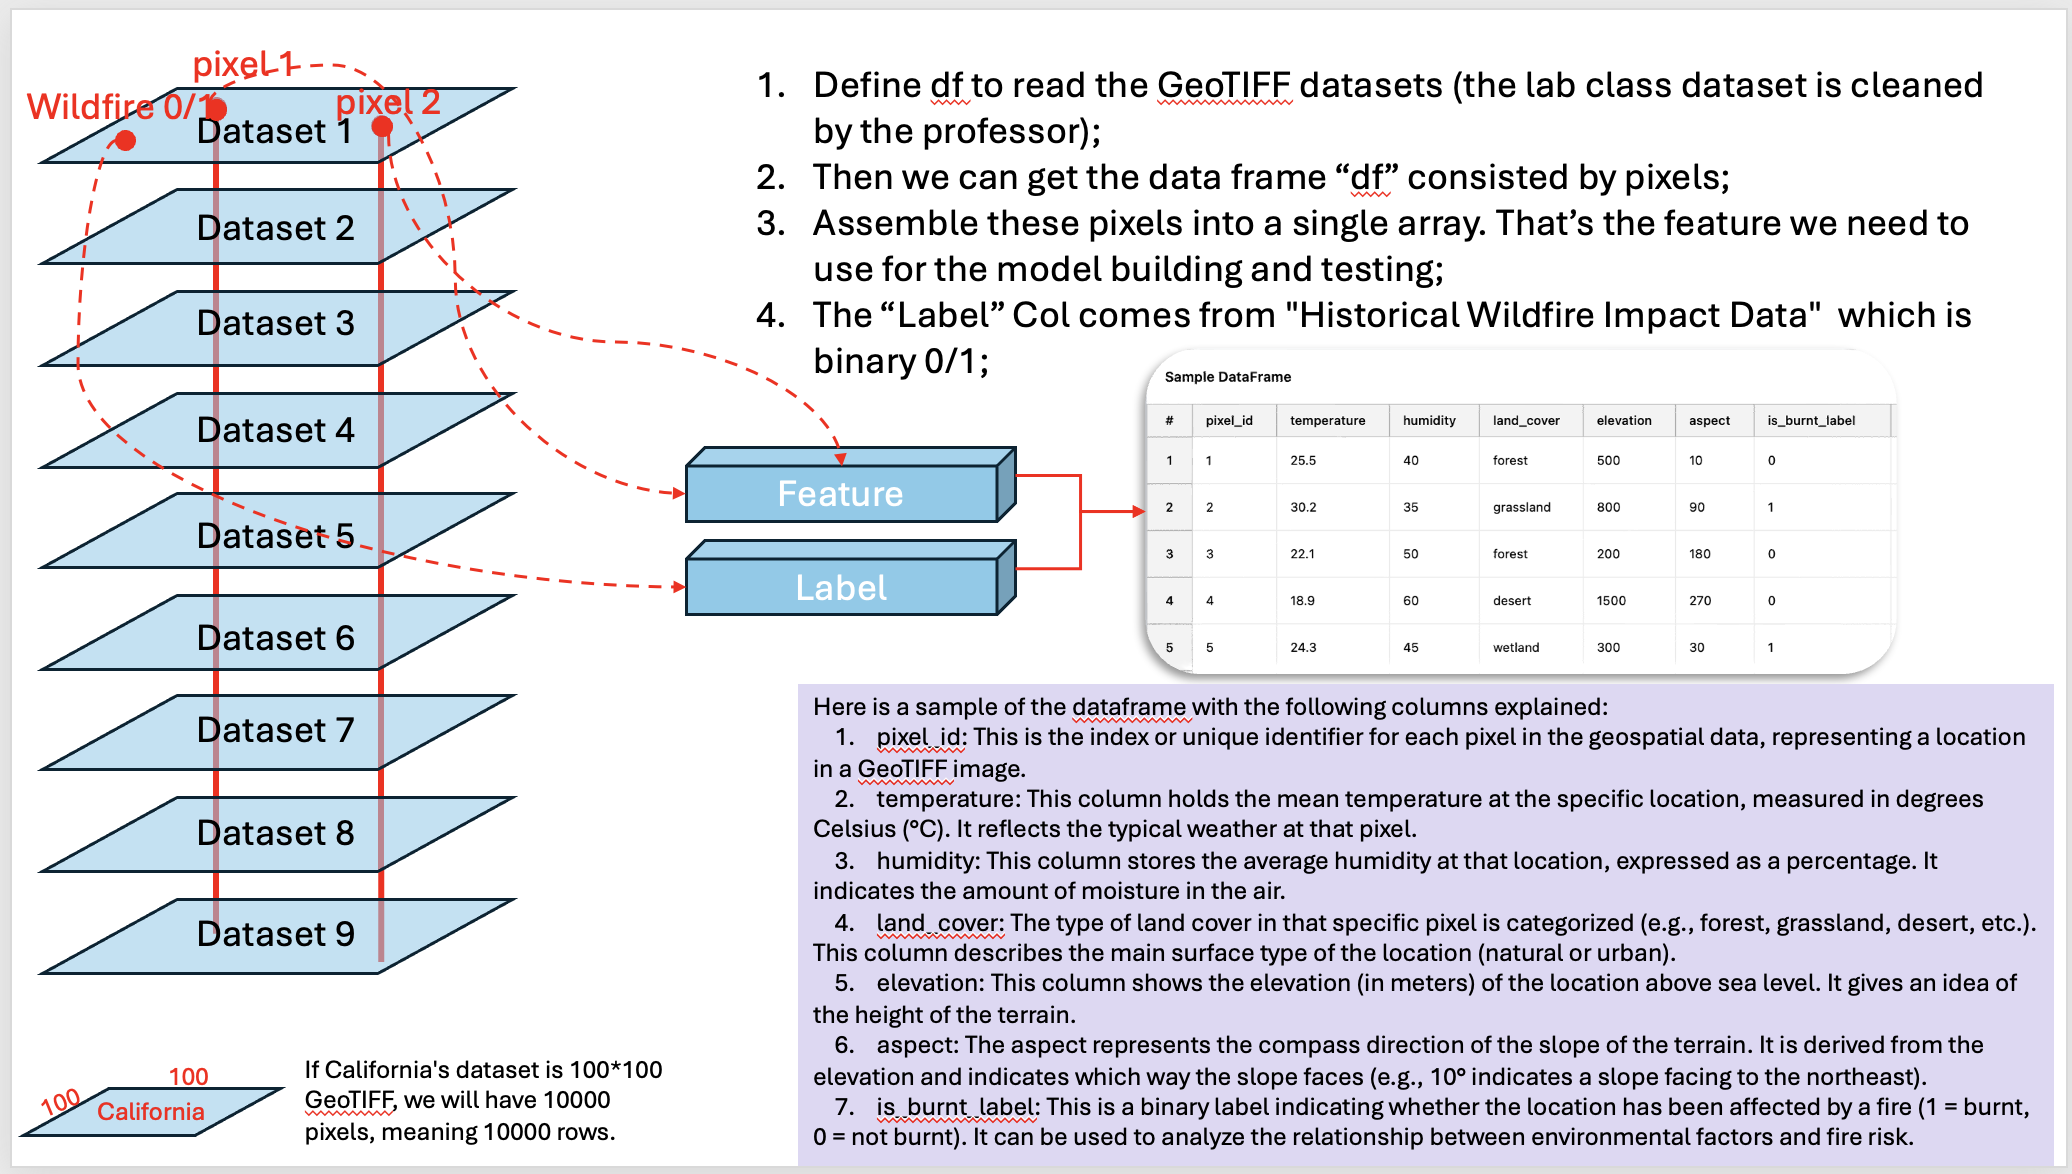 pixel 1
Wildfire 0/1
pixel 2
Dataset 1
Dataset 2
Dataset 3
Dataset 4
Dataset 5
Dataset 6
Dataset 7
Dataset 8
Dataset 9
100
100
California
If California's dataset is 100*100
GeoTIFF, we will have 10000
pixels, meaning 10000 rows.
Feature
Label
1. Define df to read the GeoTIFF datasets (the lab class dataset is cleaned
by the professor);
2. Then we can get the data frame “df” consisted by pixels;
3. Assemble these pixels into a single array. That’s the feature we need to
use for the model building and testing;
4. The “Label” Col comes from "Historical Wildfire Impact Data" which is
binary 0/1;
Sample DataFrame
# pixel_id temperature humidity land_cover elevation aspect is_burnt_label
1 1 25.5 40 forest 500 10 0
2 2 30.2 35 grassland 800 90 1
3 3 22.1 50 forest 200 180 0
4 4 18.9 60 desert 1500 270 0
5 5 24.3 45 wetland 300 30 1
Here is a sample of the dataframe with the following columns explained:
1. pixel_id: This is the index or unique identifier for each pixel in the geospatial data, representing a location
in a GeoTIFF image.
2. temperature: This column holds the mean temperature at the specific location, measured in degrees
Celsius (°C). It reflects the typical weather at that pixel.
3. humidity: This column stores the average humidity at that location, expressed as a percentage. It
indicates the amount of moisture in the air.
4. land_cover: The type of land cover in that specific pixel is categorized (e.g., forest, grassland, desert, etc.).
This column describes the main surface type of the location (natural or urban).
5. elevation: This column shows the elevation (in meters) of the location above sea level. It gives an idea of
the height of the terrain.
6. aspect: The aspect represents the compass direction of the slope of the terrain. It is derived from the
elevation and indicates which way the slope faces (e.g., 10° indicates a slope facing to the northeast).
7. is_burnt_label: This is a binary label indicating whether the location has been affected by a fire (1 = burnt,
0 = not burnt). It can be used to analyze the relationship between environmental factors and fire risk.